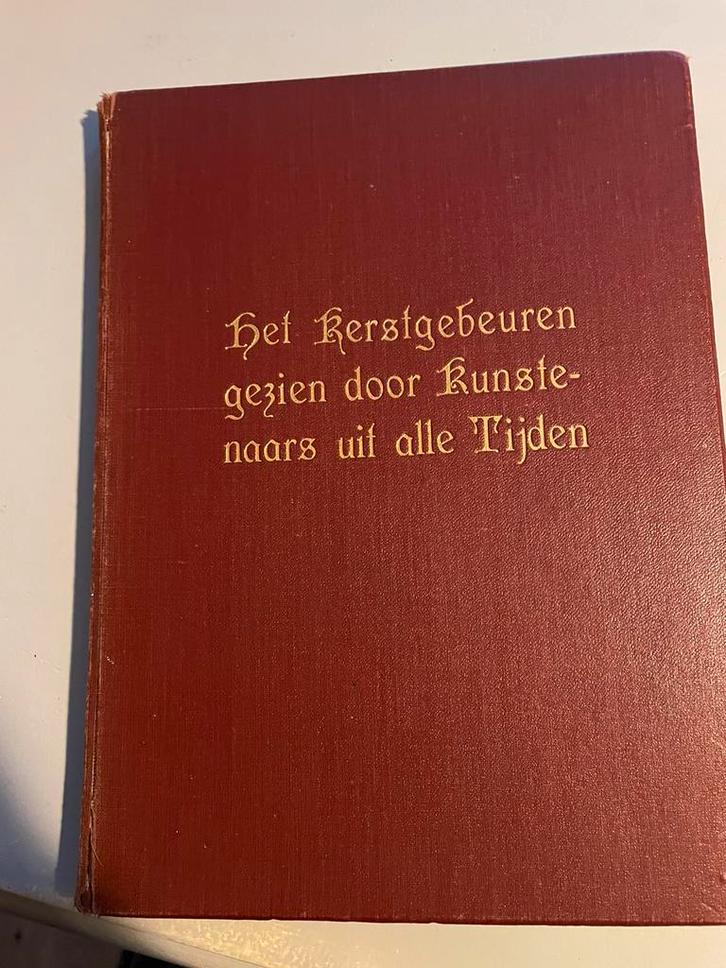 Het Kerstgebeuren
gezien door Kunste-
naars uit alle Tijden